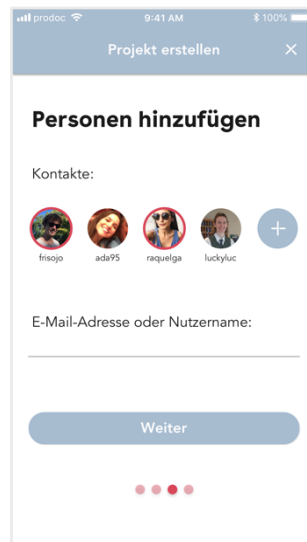 prodoc 9:41 AM 100%
Projekt erstellen
Personen hinzufügen
Kontakte:
frisojo ada95 raquelga luckyluc
E-Mail-Adresse oder Nutzername:
Weiter